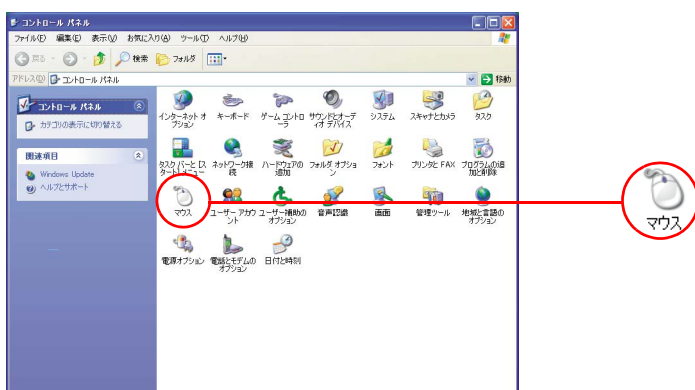 コントロール パネル
ファイル(F) 編集(E) 表示(V) お気に入り(A) ツール(T) ヘルプ(H)
戻る 検索 フォルダ
アドレス(D) コントロール パネル 移動
コントロール パネル
カテゴリの表示に切り替える
関連項目
Windows Update
ヘルプとサポート
インターネット オプション
キーボード
ゲーム コントローラ
サウンドとオーディオ デバイス
システム
スキャナとカメラ
タスク
タスク バーと [スタート] メニュー
ネットワーク接続
ハードウェアの追加
フォルダ オプション
フォント
プリンタと FAX
プログラムの追加と削除
マウス
ユーザー アカウント
ユーザー補助のオプション
音声認識
画面
管理ツール
地域と言語のオプション
電源オプション
電話とモデムのオプション
日付と時刻
マウス